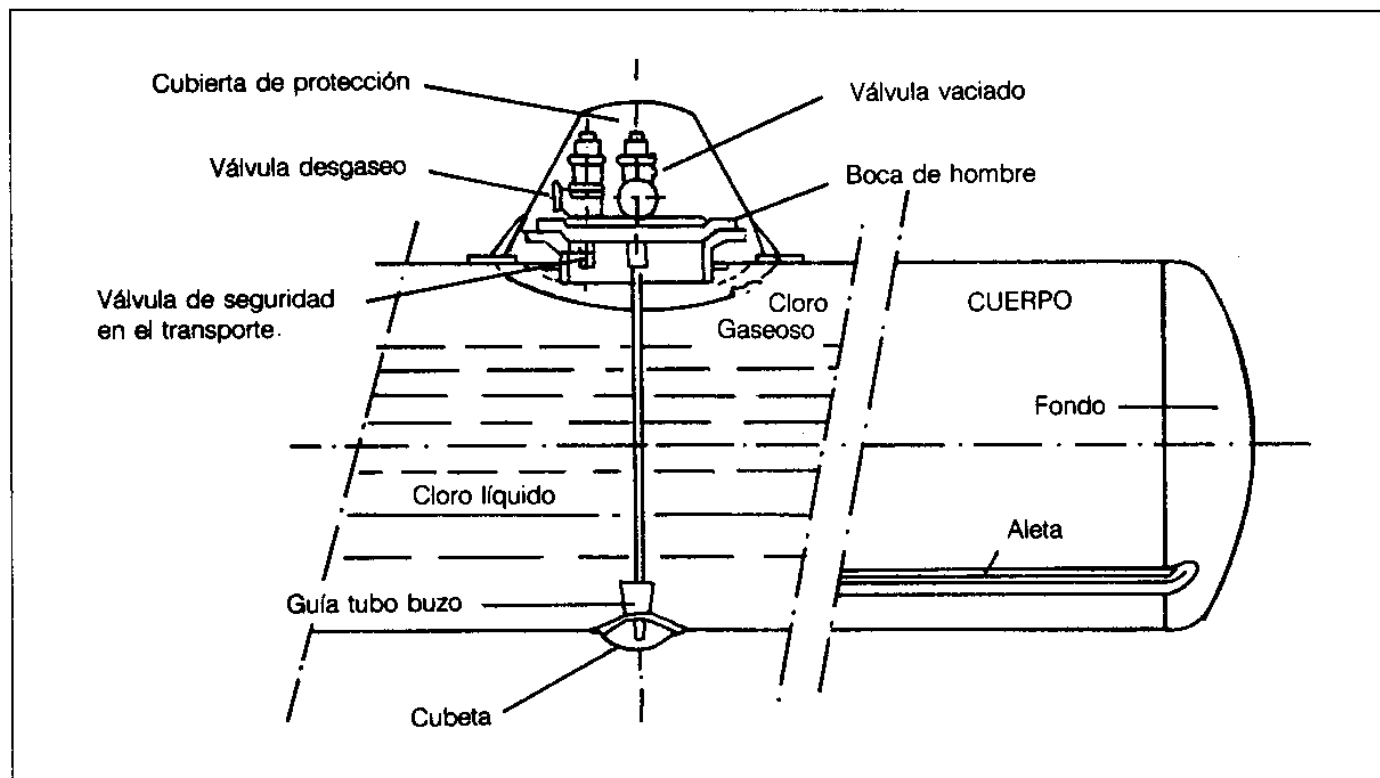 Cubierta de protección
Válvula vaciado
Válvula desgaseo
Boca de hombre
Válvula de seguridad
en el transporte.
Cloro
Gaseoso
CUERPO
Fondo
Cloro líquido
Aleta
Guía tubo buzo
Cubeta